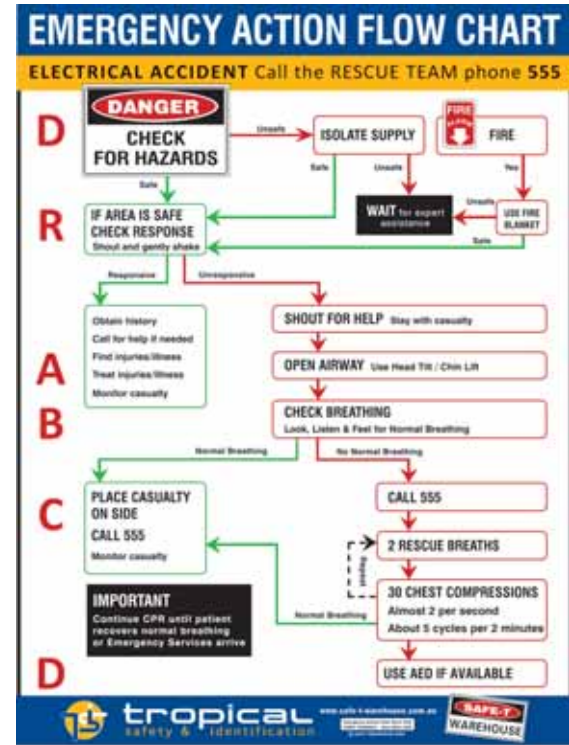 EMERGENCY ACTION FLOW CHART
ELECTRICAL ACCIDENT Call the RESCUE TEAM phone 555
D
DANGER
CHECK
FOR HAZARDS
Unsafe
ISOLATE SUPPLY
FIRE
FIRE
Safe
Safe
Unsafe
Yes
R
IF AREA IS SAFE
CHECK RESPONSE
Shout and gently shake
WAIT for expert
assistance
Unsafe
USE FIRE
BLANKET
Safe
Responsive
Unresponsive
A
Obtain history
Call for help if needed
Find injuries/illness
Treat injuries/illness
Monitor casualty
SHOUT FOR HELP Stay with casualty
OPEN AIRWAY Use Head Tilt / Chin Lift
B
CHECK BREATHING
Look, Listen & Feel for Normal Breathing
Normal Breathing
No Normal Breathing
C
PLACE CASUALTY
ON SIDE
CALL 555
Monitor casualty
CALL 555
2 RESCUE BREATHS
Repeat
30 CHEST COMPRESSIONS
Almost 2 per second
About 5 cycles per 2 minutes
Normal Breathing
IMPORTANT
Continue CPR until patient
recovers normal breathing
or Emergency Services arrive
D
USE AED IF AVAILABLE
tropical
safety & identification
www.safe-t-warehouse.com.au
SAFE-T
WAREHOUSE